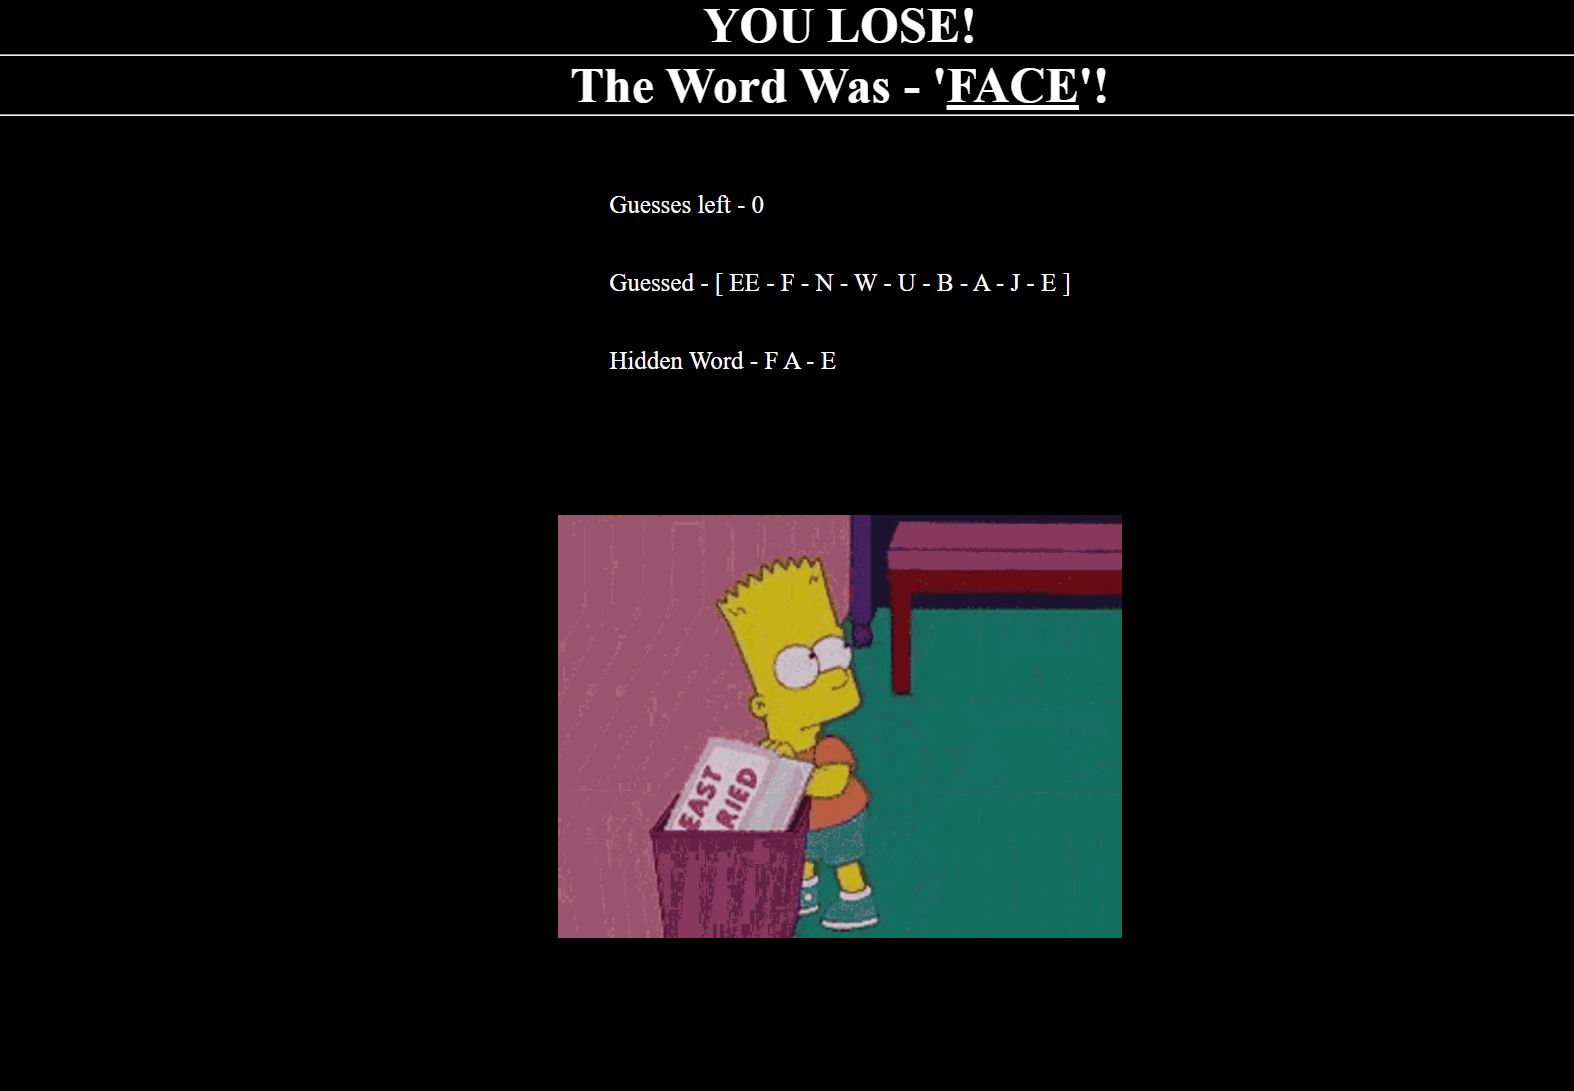 YOU LOSE!
The Word Was - 'FACE'!
Guesses left - 0
Guessed - [ EE - F - N - W - U - B - A - J - E ]
Hidden Word - F A - E
EAST
RIED